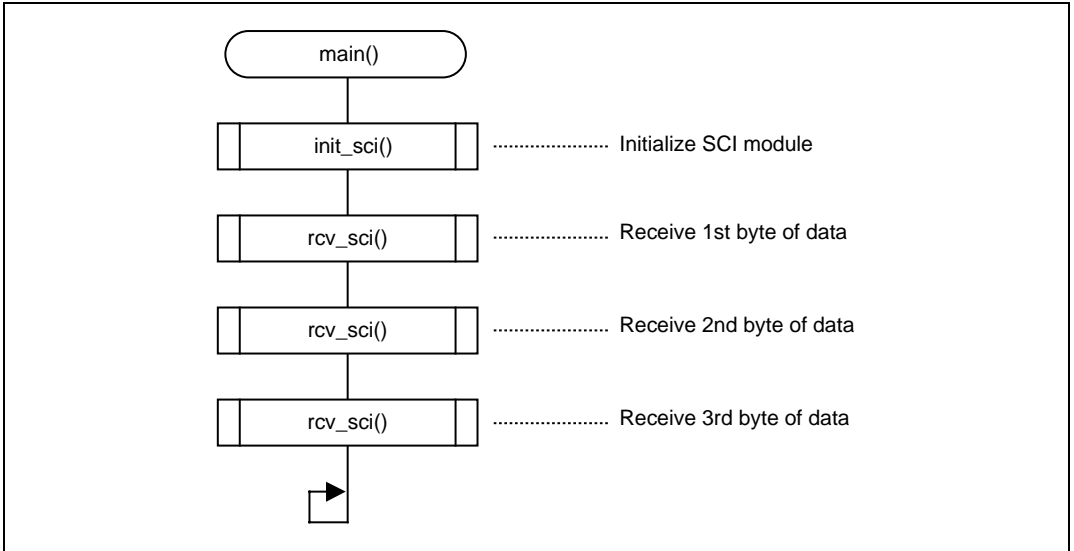 main()
init_sci()
Initialize SCI module
rcv_sci()
Receive 1st byte of data
rcv_sci()
Receive 2nd byte of data
rcv_sci()
Receive 3rd byte of data